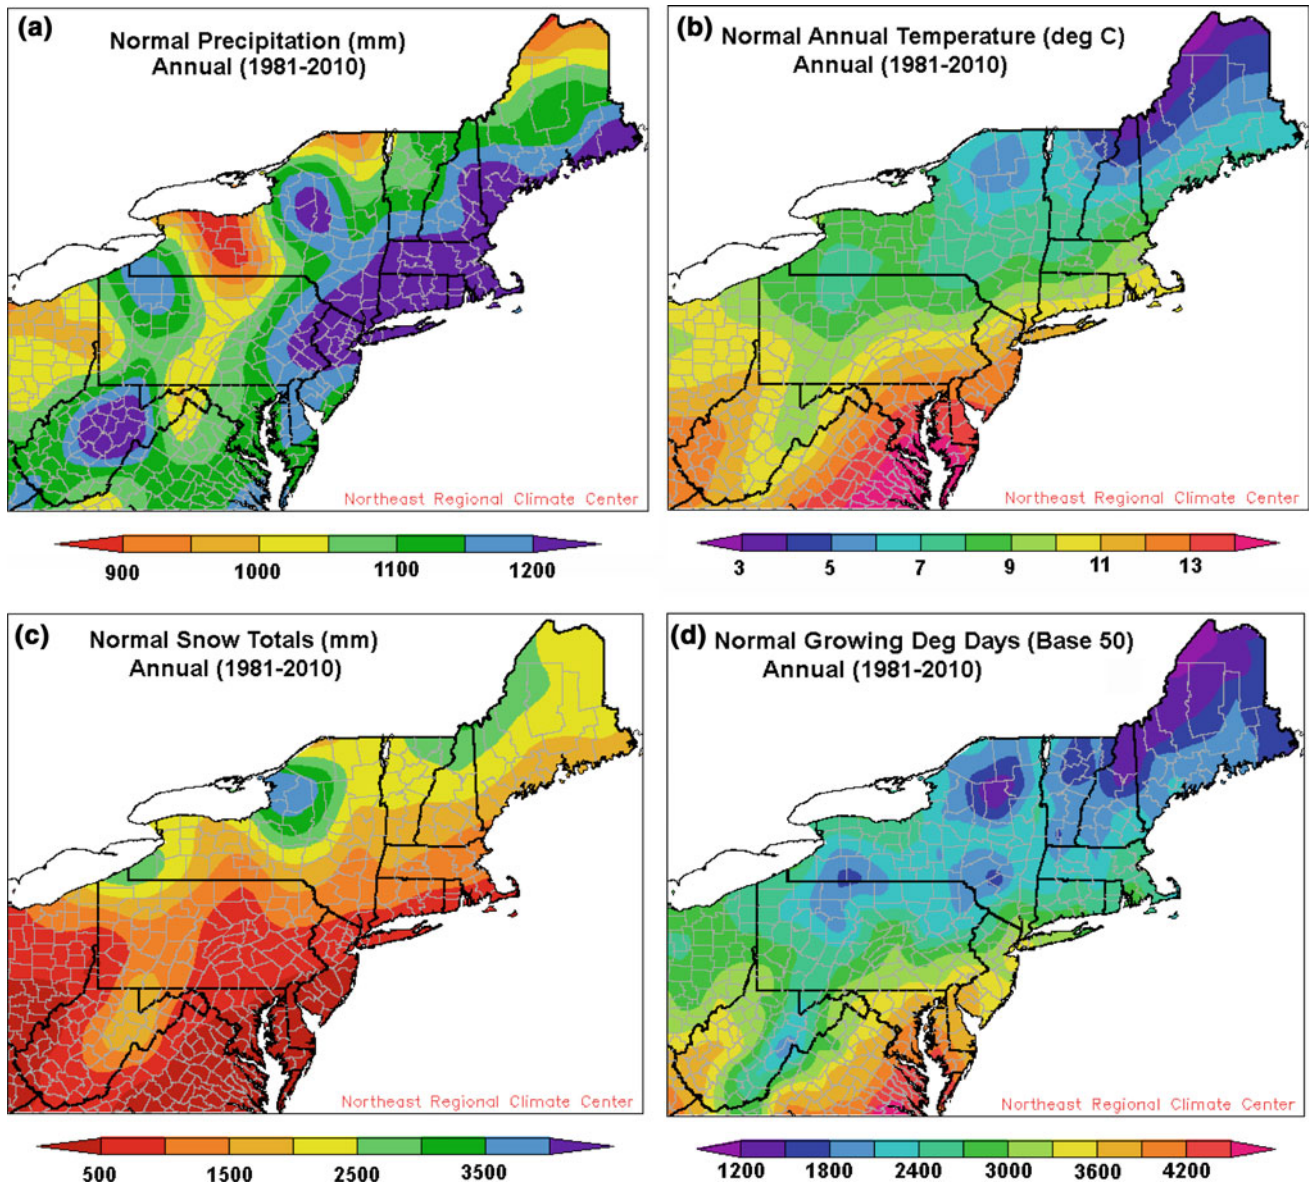 (a)
Normal Precipitation (mm)
Annual (1981-2010)
Northeast Regional Climate Center
900
1000
1100
1200
(b)
Normal Annual Temperature (deg C)
Annual (1981-2010)
Northeast Regional Climate Center
3
5
7
9
11
13
(c)
Normal Snow Totals (mm)
Annual (1981-2010)
Northeast Regional Climate Center
500
1500
2500
3500
(d)
Normal Growing Deg Days (Base 50)
Annual (1981-2010)
Northeast Regional Climate Center
1200
1800
2400
3000
3600
4200